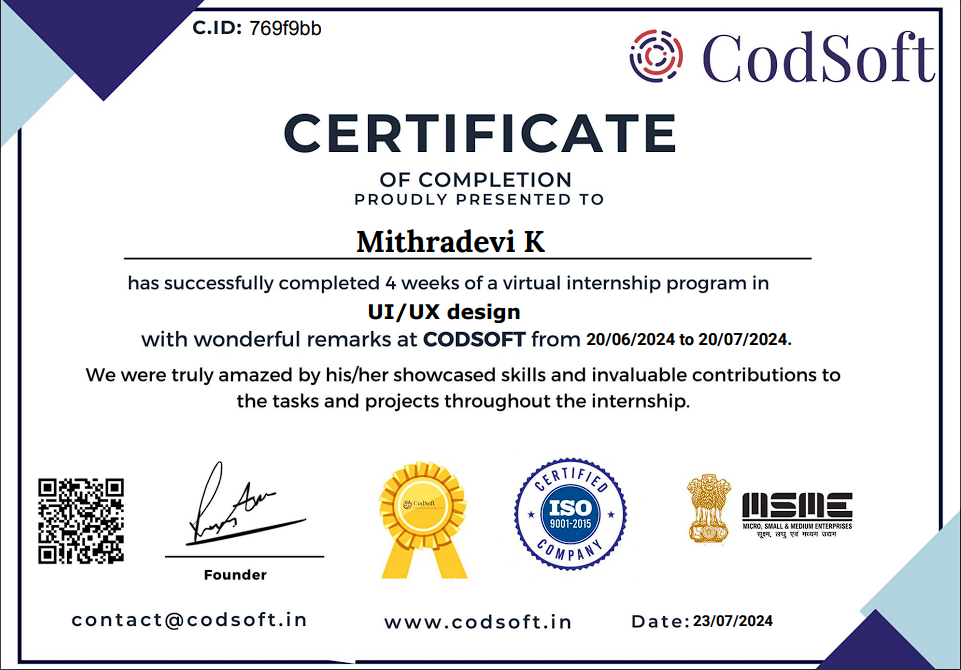 C.ID: 769f9bb
CodSoft
CERTIFICATE
OF COMPLETION
PROUDLY PRESENTED TO
Mithradevi K
has successfully completed 4 weeks of a virtual internship program in
UI/UX design
with wonderful remarks at CODSOFT from 20/06/2024 to 20/07/2024.
We were truly amazed by his/her showcased skills and invaluable contributions to
the tasks and projects throughout the internship.
Founder
CodSoft
CERTIFIED
ISO
9001-2015
COMPANY
MSME
MICRO, SMALL & MEDIUM ENTERPRISES
सूक्ष्म, लघु एवं मध्यम उद्यम
contact@codsoft.in
www.codsoft.in
Date: 23/07/2024